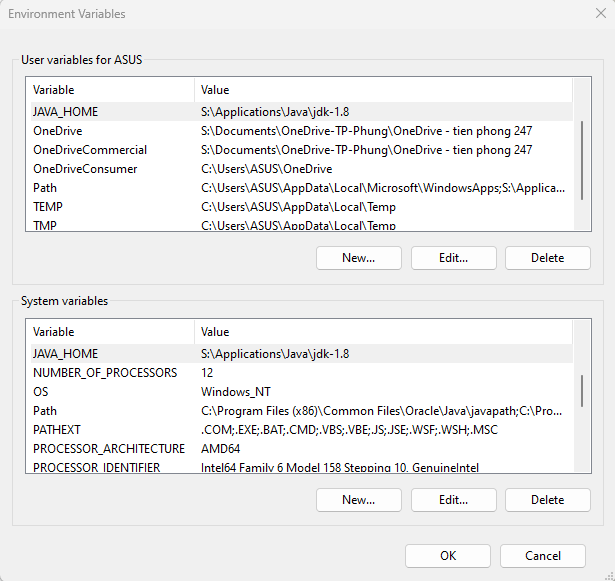 Environment Variables
User variables for ASUS
Variable Value
JAVA_HOME S:\Applications\Java\jdk-1.8
OneDrive S:\Documents\OneDrive-TP-Phung\OneDrive - tien phong 247
OneDriveCommercial S:\Documents\OneDrive-TP-Phung\OneDrive - tien phong 247
OneDriveConsumer C:\Users\ASUS\OneDrive
Path C:\Users\ASUS\AppData\Local\Microsoft\WindowsApps;S:\Applica...
TEMP C:\Users\ASUS\AppData\Local\Temp
TMP C:\Users\ASUS\AppData\Local\Temp
New... Edit... Delete
System variables
Variable Value
JAVA_HOME S:\Applications\Java\jdk-1.8
NUMBER_OF_PROCESSORS 12
OS Windows_NT
Path C:\Program Files (x86)\Common Files\Oracle\Java\javapath;C:\Pro...
PATHEXT .COM;.EXE;.BAT;.CMD;.VBS;.VBE;.JS;.JSE;.WSF;.WSH;.MSC
PROCESSOR_ARCHITECTURE AMD64
PROCESSOR_IDENTIFIER Intel64 Family 6 Model 158 Stepping 10, GenuineIntel
New... Edit... Delete
OK Cancel